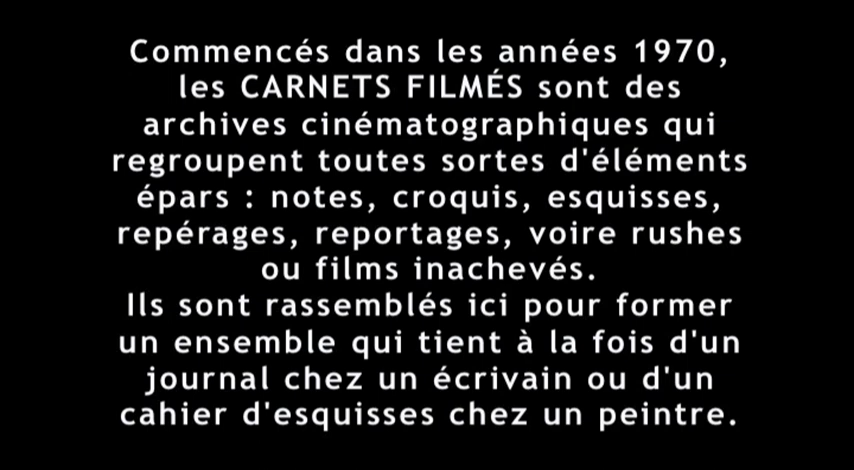 Commencés dans les années 1970,
les CARNETS FILMÉS sont des
archives cinématographiques qui
regroupent toutes sortes d'éléments
épars : notes, croquis, esquisses,
repérages, reportages, voire rushes
ou films inachevés.
Ils sont rassemblés ici pour former
un ensemble qui tient à la fois d'un
journal chez un écrivain ou d'un
cahier d'esquisses chez un peintre.